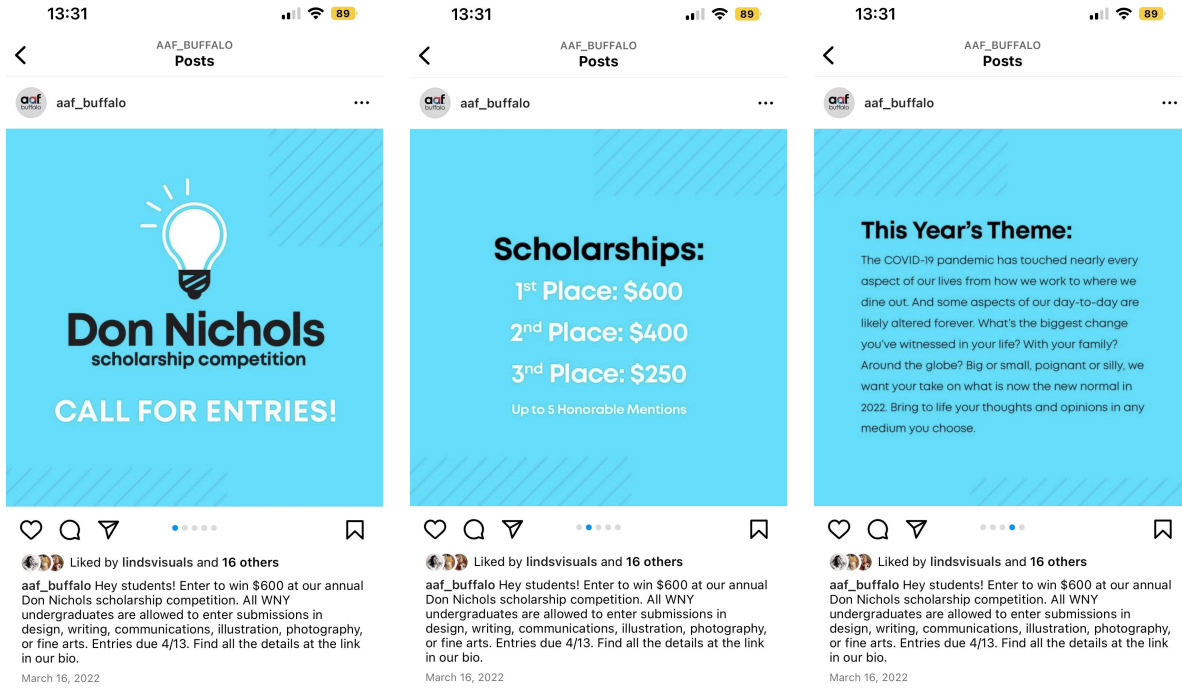 13:31
89
AAF_BUFFALO
Posts
aaf buffalo
aaf_buffalo
Don Nichols
scholarship competition
CALL FOR ENTRIES!
Liked by lindsvisuals and 16 others
aaf_buffalo Hey students! Enter to win $600 at our annual
Don Nichols scholarship competition. All WNY
undergraduates are allowed to enter submissions in
design, writing, communications, illustration, photography,
or fine arts. Entries due 4/13. Find all the details at the link
in our bio.
March 16, 2022
13:31
89
AAF_BUFFALO
Posts
aaf buffalo
aaf_buffalo
Scholarships:
1st Place: $600
2nd Place: $400
3nd Place: $250
Up to 5 Honorable Mentions
Liked by lindsvisuals and 16 others
aaf_buffalo Hey students! Enter to win $600 at our annual
Don Nichols scholarship competition. All WNY
undergraduates are allowed to enter submissions in
design, writing, communications, illustration, photography,
or fine arts. Entries due 4/13. Find all the details at the link
in our bio.
March 16, 2022
13:31
89
AAF_BUFFALO
Posts
aaf buffalo
aaf_buffalo
This Year's Theme:
The COVID-19 pandemic has touched nearly every
aspect of our lives from how we work to where we
dine out. And some aspects of our day-to-day are
likely altered forever. What's the biggest change
you've witnessed in your life? With your family?
Around the globe? Big or small, poignant or silly, we
want your take on what is now the new normal in
2022. Bring to life your thoughts and opinions in any
medium you choose.
Liked by lindsvisuals and 16 others
aaf_buffalo Hey students! Enter to win $600 at our annual
Don Nichols scholarship competition. All WNY
undergraduates are allowed to enter submissions in
design, writing, communications, illustration, photography,
or fine arts. Entries due 4/13. Find all the details at the link
in our bio.
March 16, 2022